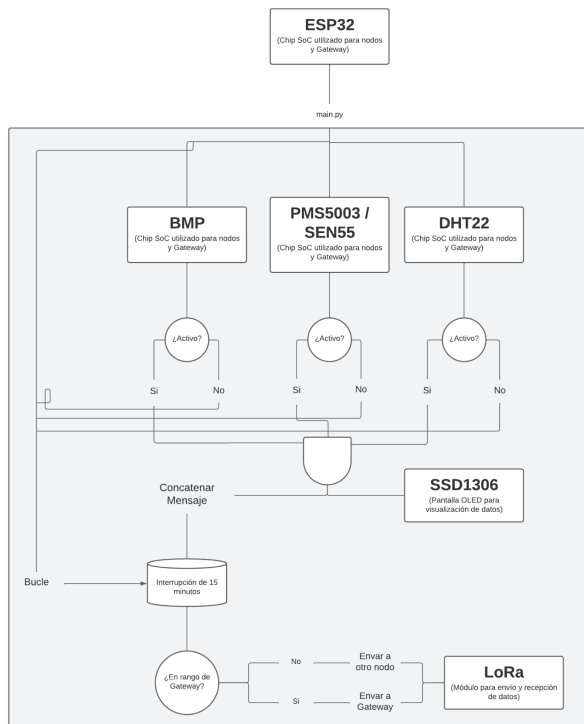 ESP32
(Chip SoC utilizado para nodos
y Gateway)
main.py
BMP
(Chip SoC utilizado para nodos
y Gateway)
PMS5003 /
SEN55
(Chip SoC utilizado para nodos
y Gateway)
DHT22
(Chip SoC utilizado para nodos
y Gateway)
¿Activo?
¿Activo?
¿Activo?
Si
No
Si
No
Si
No
Concatenar
Mensaje
SSD1306
(Pantalla OLED para
visualización de datos)
Bucle
Interrupción de 15
minutos
¿En rango de
Gateway?
No
Envar a
otro nodo
Si
Envar a
Gateway
LoRa
(Módulo para envío y recepción
de datos)